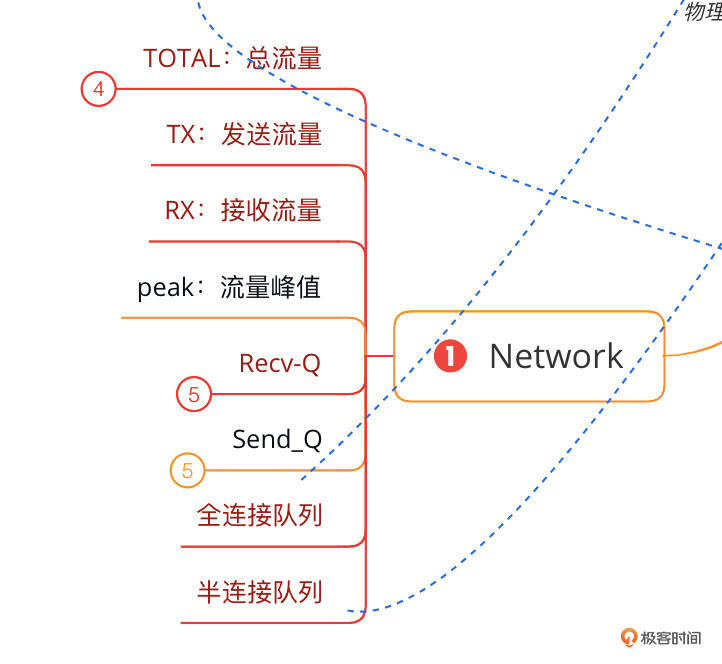 物理
TOTAL：总流量
4
TX：发送流量
RX：接收流量
peak：流量峰值
1 Network
Recv-Q
5
Send_Q
5
全连接队列
半连接队列
极客时间